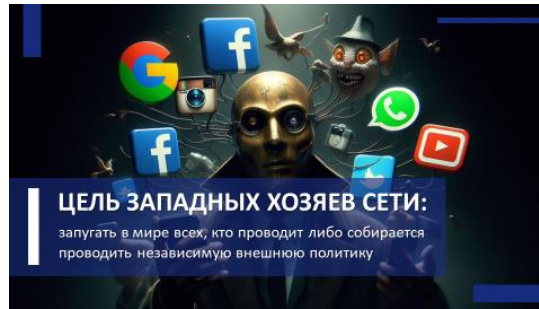 ЦЕЛЬ ЗАПАДНЫХ ХОЗЯЕВ СЕТИ:
запугать в мире всех, кто проводит либо собирается
проводить независимую внешнюю политику